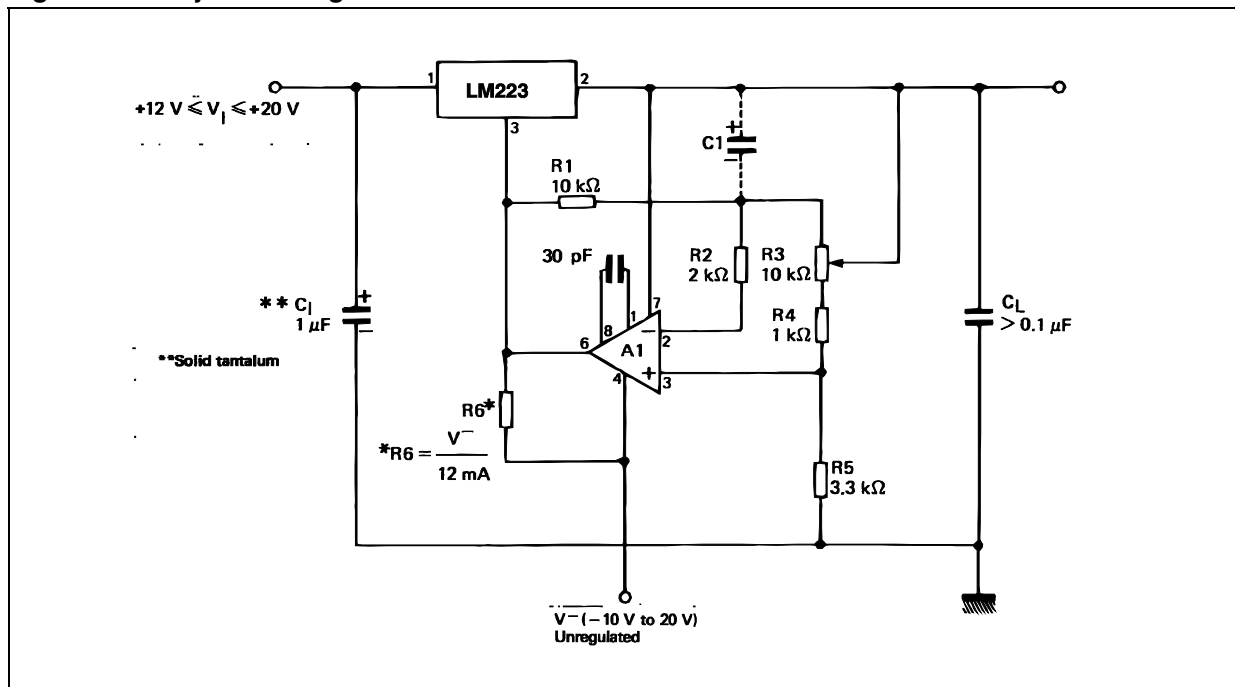 1
LM223
2
3
+12 V ⩽ V_I ⩽ +20 V
C1
+
−
R1
10 kΩ
30 pF
R2
2 kΩ
R3
10 kΩ
** C_I
1 µF
+
−
8
1
7
6
A1
−
2
4
+
3
R4
1 kΩ
C_L
> 0.1 µF
**Solid tantalum
R6*
*R6 = V⁻
12 mA
R5
3.3 kΩ
V⁻ (−10 V to 20 V)
Unregulated